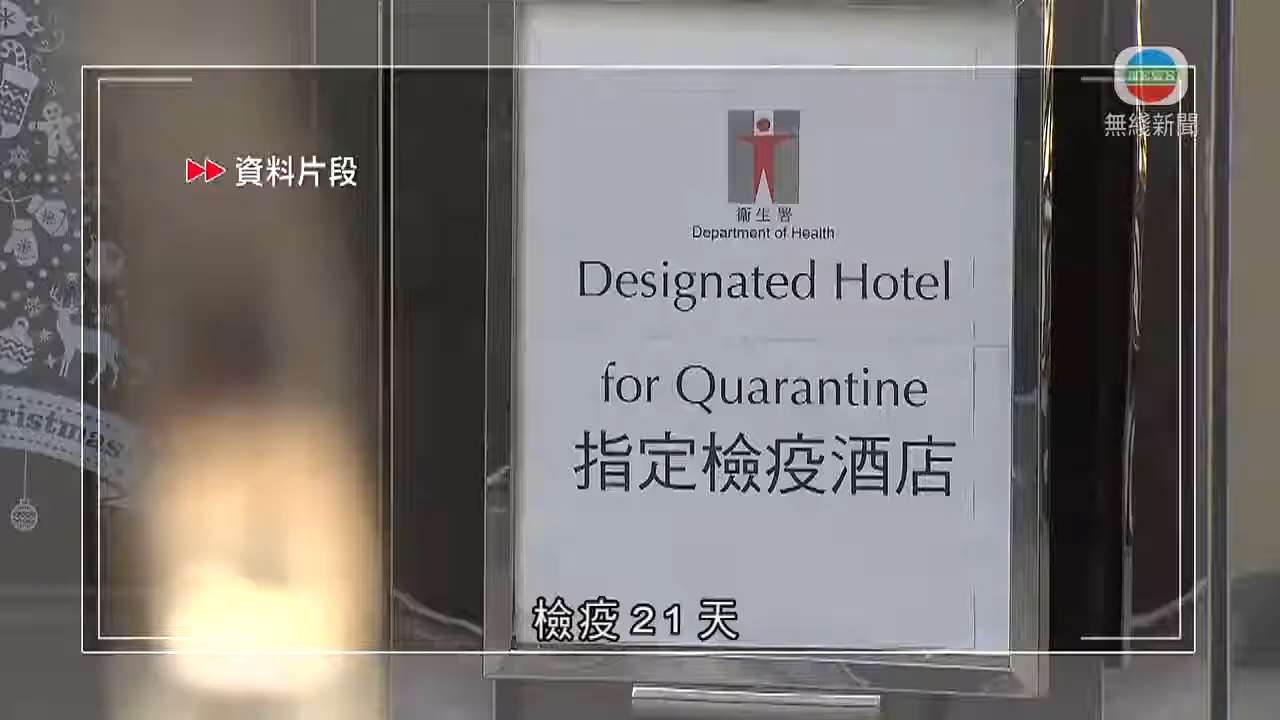 無綫新聞
資料片段
衞生署
Department of Health
Designated Hotel
for Quarantine
指定檢疫酒店
ristmas
檢疫21天